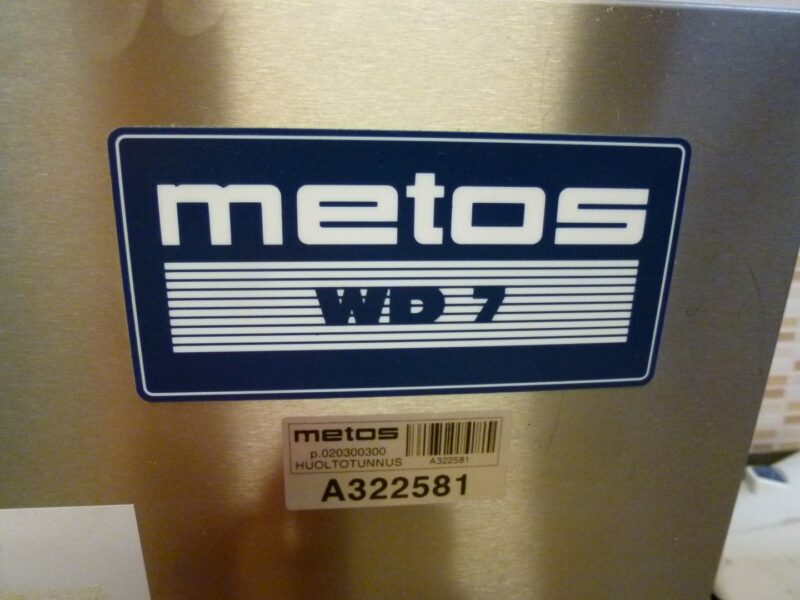 metos
WD 7
metos
p.020300300
HUOLTOTUNNUS
A322581
A322581